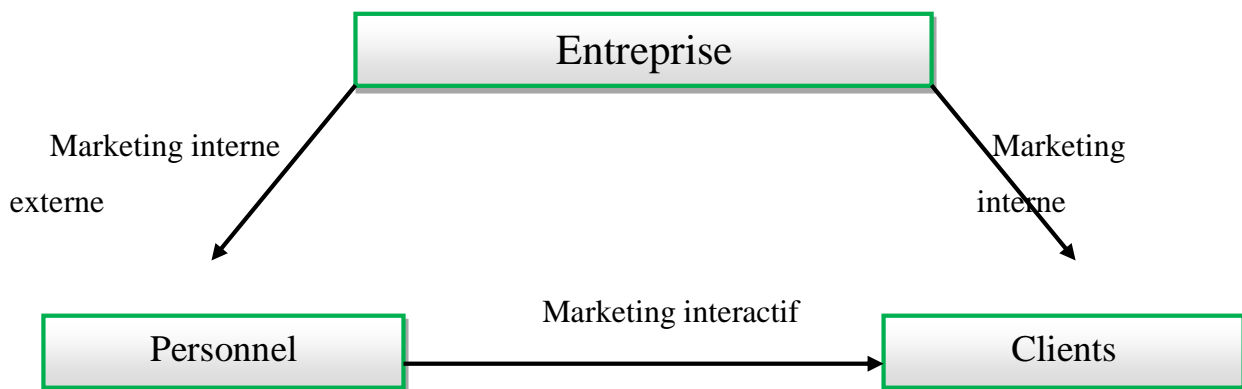 Entreprise
Marketing interne Marketing
externe interne
Marketing interactif
Personnel Clients